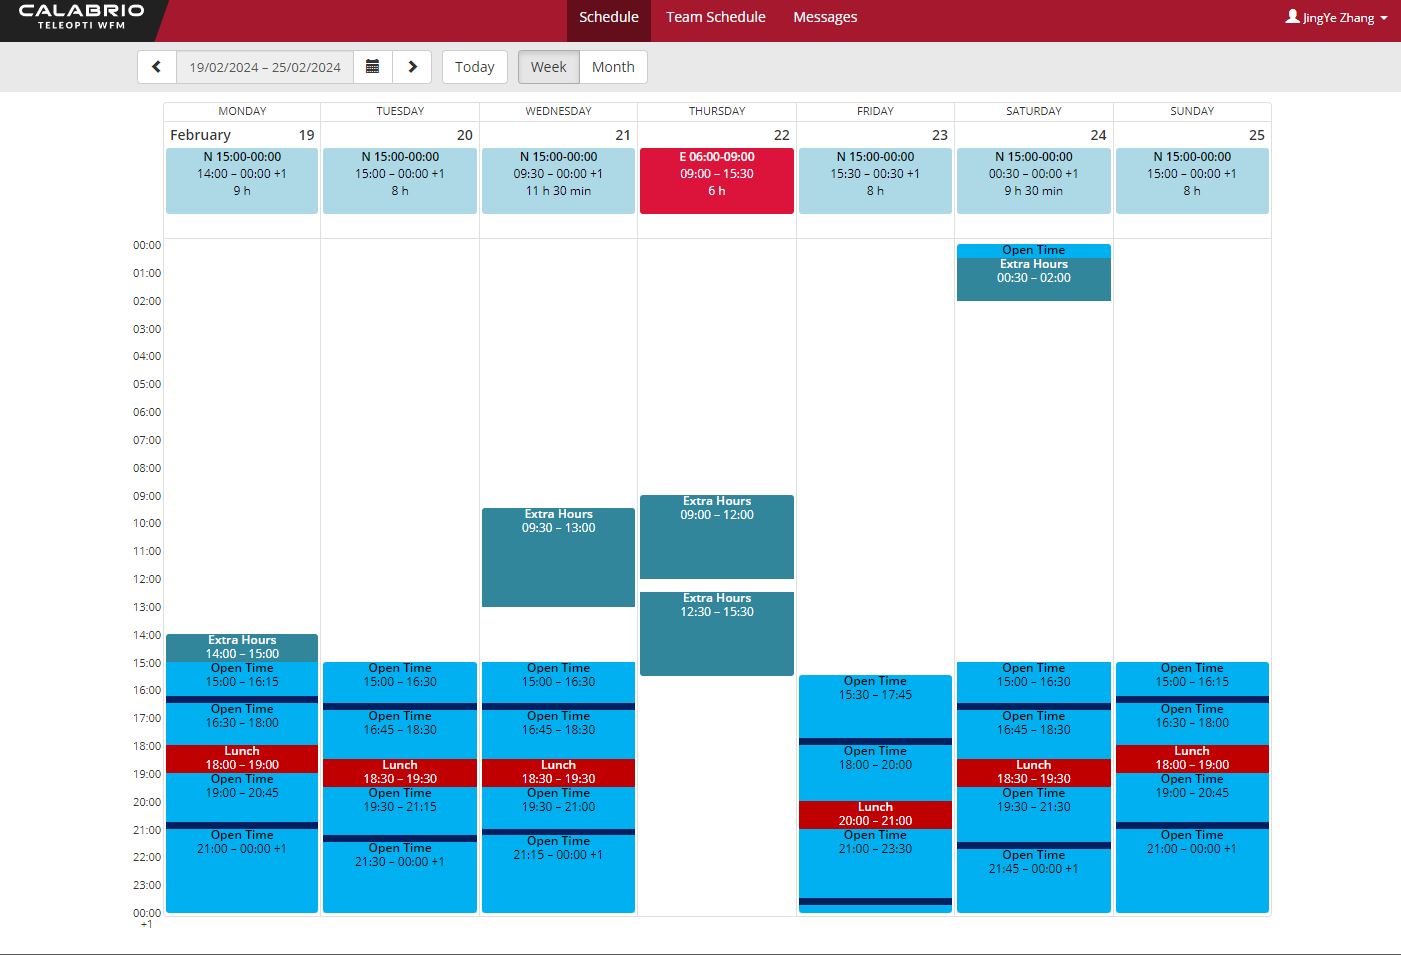 CALABRIO
TELEOPTI WFM
Schedule
Team Schedule
Messages
JingYe Zhang
19/02/2024 – 25/02/2024
Today
Week
Month
MONDAY
TUESDAY
WEDNESDAY
THURSDAY
FRIDAY
SATURDAY
SUNDAY
February 19
20
21
22
23
24
25
N 15:00-00:00
14:00 – 00:00 +1
9 h
N 15:00-00:00
15:00 – 00:00 +1
8 h
N 15:00-00:00
09:30 – 00:00 +1
11 h 30 min
E 06:00-09:00
09:00 – 15:30
6 h
N 15:00-00:00
15:30 – 00:30 +1
8 h
N 15:00-00:00
00:30 – 00:00 +1
9 h 30 min
N 15:00-00:00
15:00 – 00:00 +1
8 h
00:00
01:00
02:00
03:00
04:00
05:00
06:00
07:00
08:00
09:00
10:00
11:00
12:00
13:00
14:00
15:00
16:00
17:00
18:00
19:00
20:00
21:00
22:00
23:00
00:00
+1
Extra Hours
14:00 – 15:00
Open Time
15:00 – 16:15
Open Time
16:30 – 18:00
Lunch
18:00 – 19:00
Open Time
19:00 – 20:45
Open Time
21:00 – 00:00 +1
Open Time
15:00 – 16:30
Open Time
16:45 – 18:30
Lunch
18:30 – 19:30
Open Time
19:30 – 21:15
Open Time
21:30 – 00:00 +1
Extra Hours
09:30 – 13:00
Open Time
15:00 – 16:30
Open Time
16:45 – 18:30
Lunch
18:30 – 19:30
Open Time
19:30 – 21:00
Open Time
21:15 – 00:00 +1
Extra Hours
09:00 – 12:00
Extra Hours
12:30 – 15:30
Open Time
15:30 – 17:45
Open Time
18:00 – 20:00
Lunch
20:00 – 21:00
Open Time
21:00 – 23:30
Open Time
Extra Hours
00:30 – 02:00
Open Time
15:00 – 16:30
Open Time
16:45 – 18:30
Lunch
18:30 – 19:30
Open Time
19:30 – 21:30
Open Time
21:45 – 00:00 +1
Open Time
15:00 – 16:15
Open Time
16:30 – 18:00
Lunch
18:00 – 19:00
Open Time
19:00 – 20:45
Open Time
21:00 – 00:00 +1